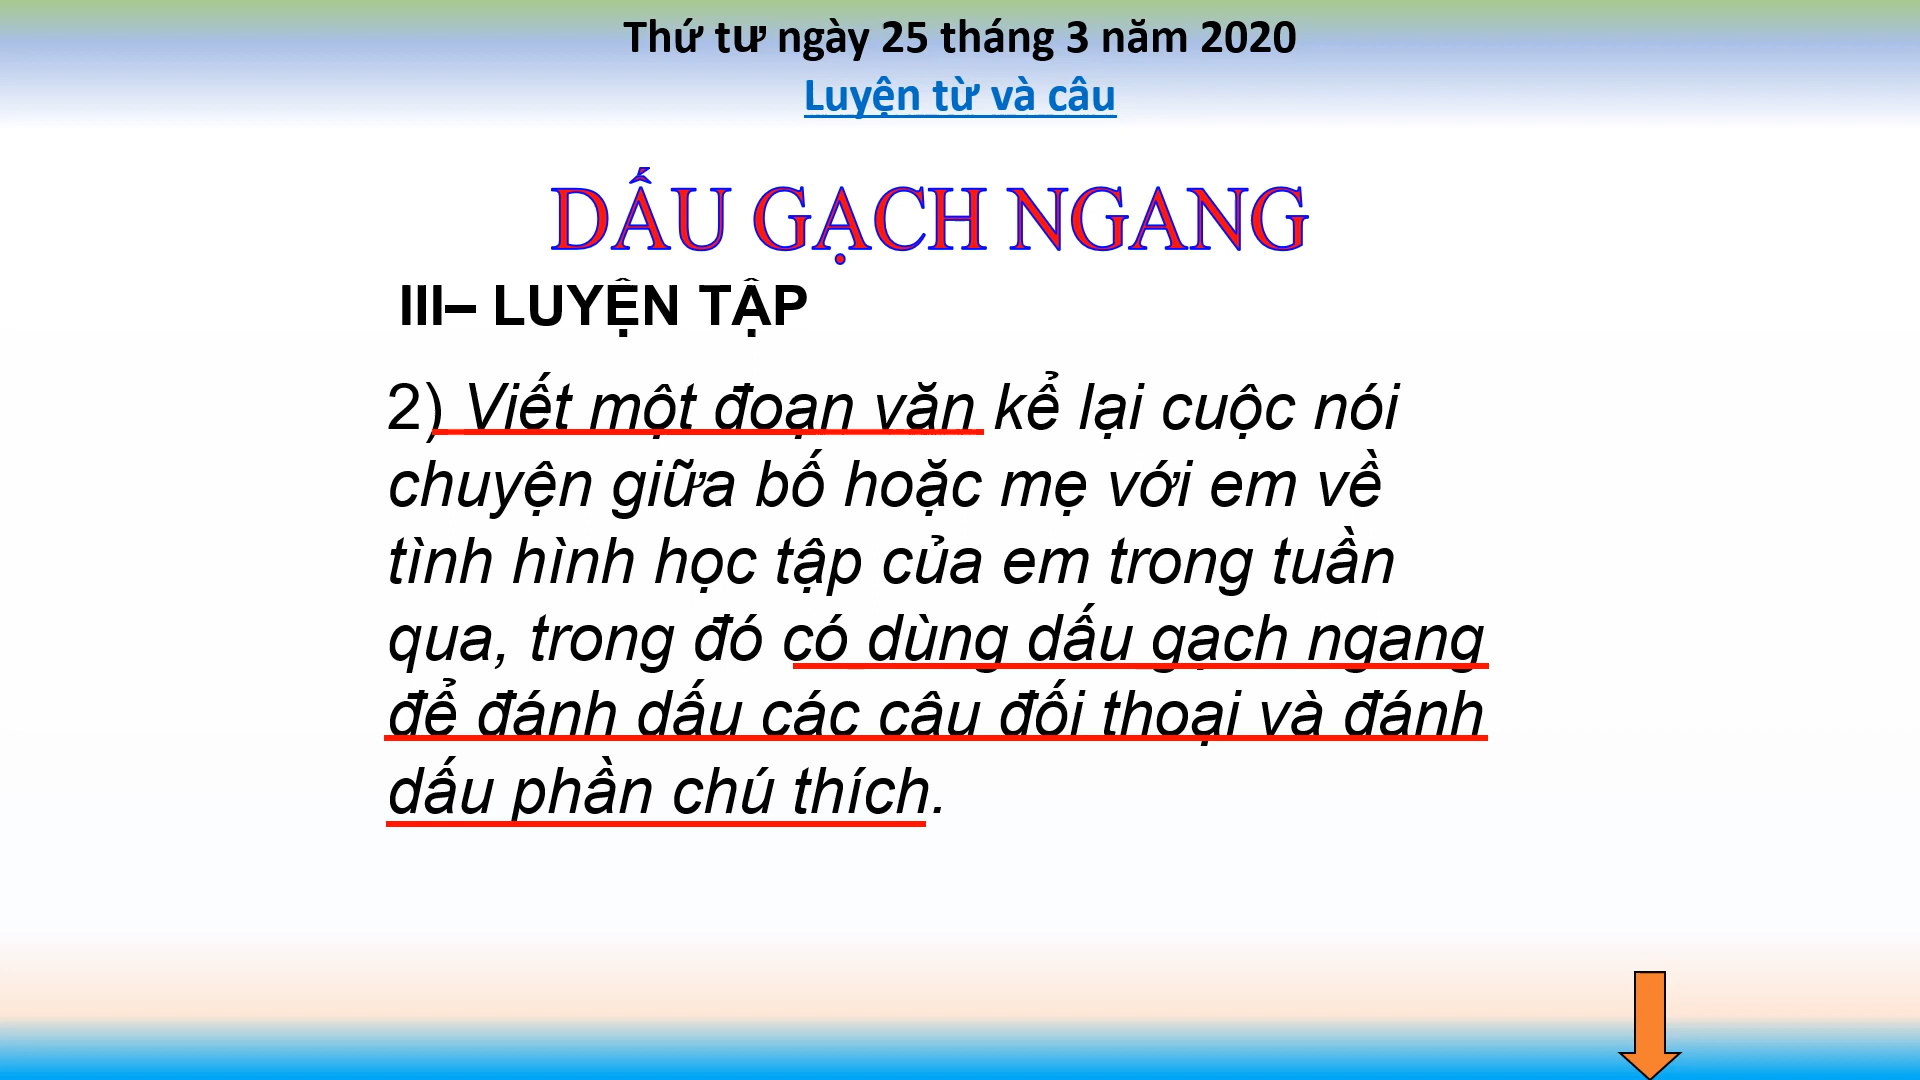 Thứ tư ngày 25 tháng 3 năm 2020
Luyện từ và câu
DẤU GẠCH NGANG
III– LUYỆN TẬP
2) Viết một đoạn văn kể lại cuộc nói
chuyện giữa bố hoặc mẹ với em về
tình hình học tập của em trong tuần
qua, trong đó có dùng dấu gạch ngang
để đánh dấu các câu đối thoại và đánh
dấu phần chú thích.